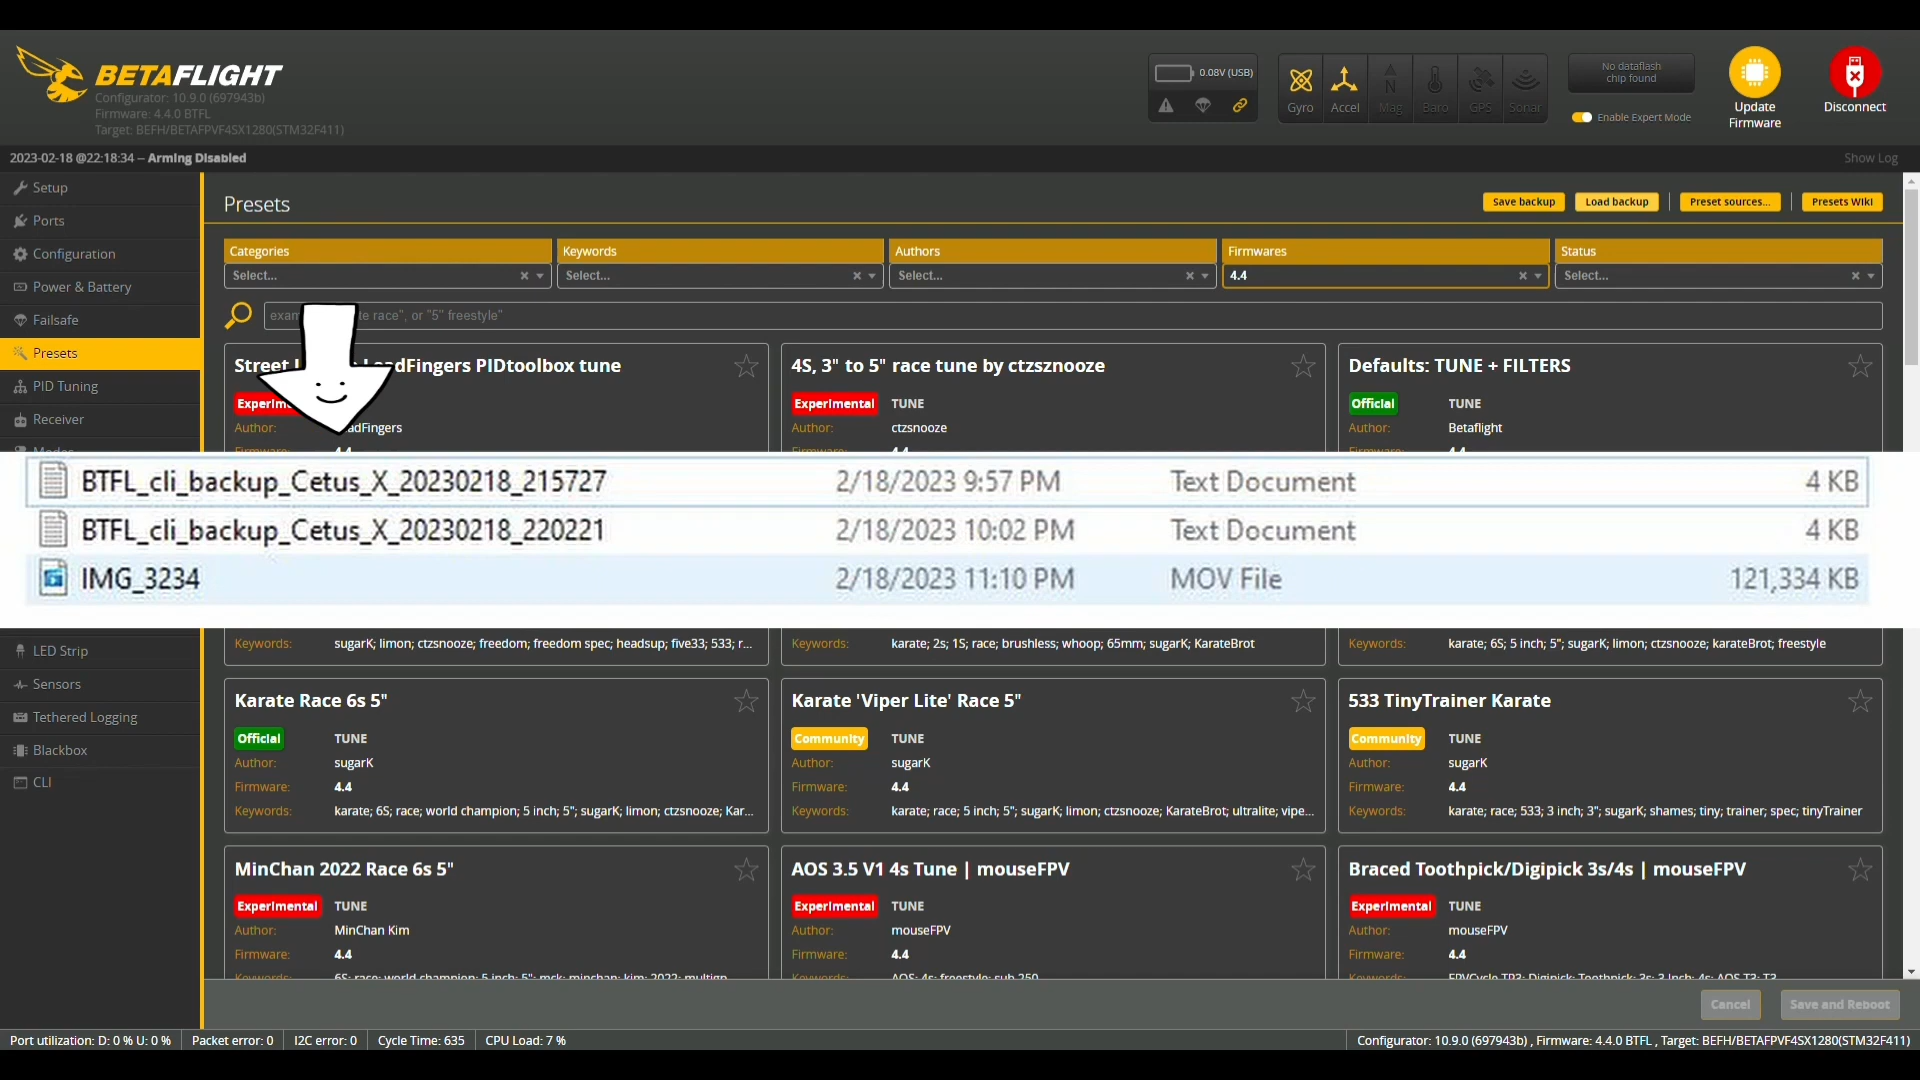 BETAFLIGHT
Configurator: 10.9.0 (697943b)
Firmware: 4.4.0 BTFL
Target: BEFH/BETAFPVF4SX1280(STM32F411)
0.08V (USB)
Gyro
Accel
Mag
Baro
GPS
Sonar
No dataflash
chip found
Enable Expert Mode
Update
Firmware
Disconnect
2023-02-18 @22:18:34 -- Arming Disabled
Show Log
Setup
Ports
Configuration
Power & Battery
Failsafe
Presets
PID Tuning
Receiver
LED Strip
Sensors
Tethered Logging
Blackbox
CLI
Presets
Save backup
Load backup
Preset sources...
Presets Wiki
Categories
Select...
Keywords
Select...
Authors
Select...
Firmwares
4.4
Status
Select...
race", or "5" freestyle"
Street
PIDtoolbox tune
Author:
4S, 3" to 5" race tune by ctzsznooze
Experimental TUNE
Author: ctzsnooze
Defaults: TUNE + FILTERS
Official TUNE
Author: Betaflight
BTFL_cli_backup_Cetus_X_20230218_215727 2/18/2023 9:57 PM Text Document 4 KB
BTFL_cli_backup_Cetus_X_20230218_220221 2/18/2023 10:02 PM Text Document 4 KB
IMG_3234 2/18/2023 11:10 PM MOV File 121,334 KB
Keywords: sugarK; limon; ctzsnooze; freedom; freedom spec; headsup; five33; 533; r...
Keywords: karate; 2s; 1S; race; brushless; whoop; 65mm; sugarK; KarateBrot
Keywords: karate; 6S; 5 inch; 5"; sugarK; limon; ctzsnooze; karateBrot; freestyle
Karate Race 6s 5"
Official TUNE
Author: sugarK
Firmware: 4.4
Keywords: karate; 6S; race; world champion; 5 inch; 5"; sugarK; limon; ctzsnooze; Kar...
Karate 'Viper Lite' Race 5"
Community TUNE
Author: sugarK
Firmware: 4.4
Keywords: karate; race; 5 inch; 5"; sugarK; limon; ctzsnooze; KarateBrot; ultralite; vipe...
533 TinyTrainer Karate
Community TUNE
Author: sugarK
Firmware: 4.4
Keywords: karate; race; 533; 3 inch; 3"; sugarK; shames; tiny; trainer; spec; tinyTrainer
MinChan 2022 Race 6s 5"
Experimental TUNE
Author: MinChan Kim
Firmware: 4.4
AOS 3.5 V1 4s Tune | mouseFPV
Experimental TUNE
Author: mouseFPV
Firmware: 4.4
Braced Toothpick/Digipick 3s/4s | mouseFPV
Experimental TUNE
Author: mouseFPV
Firmware: 4.4
Cancel
Save and Reboot
Port utilization: D: 0 % U: 0 % Packet error: 0 I2C error: 0 Cycle Time: 635 CPU Load: 7 % Configurator: 10.9.0 (697943b) , Firmware: 4.4.0 BTFL , Target: BEFH/BETAFPVF4SX1280(STM32F411)